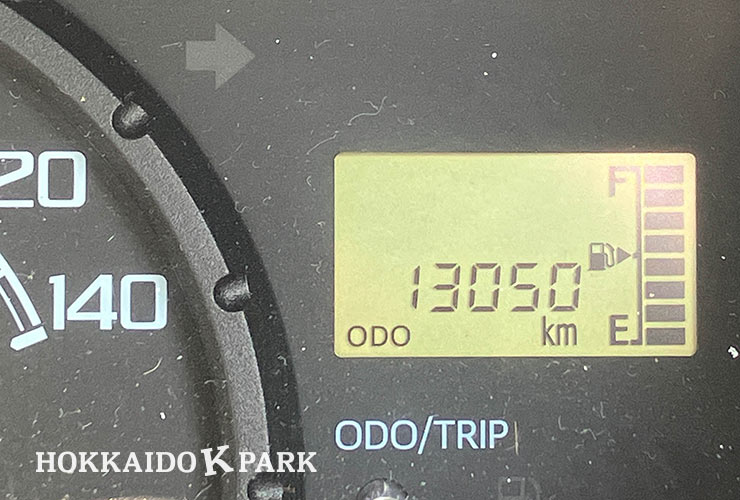 20
140
F
13050
ODO km E
ODO/TRIP
HOKKAIDO K PARK